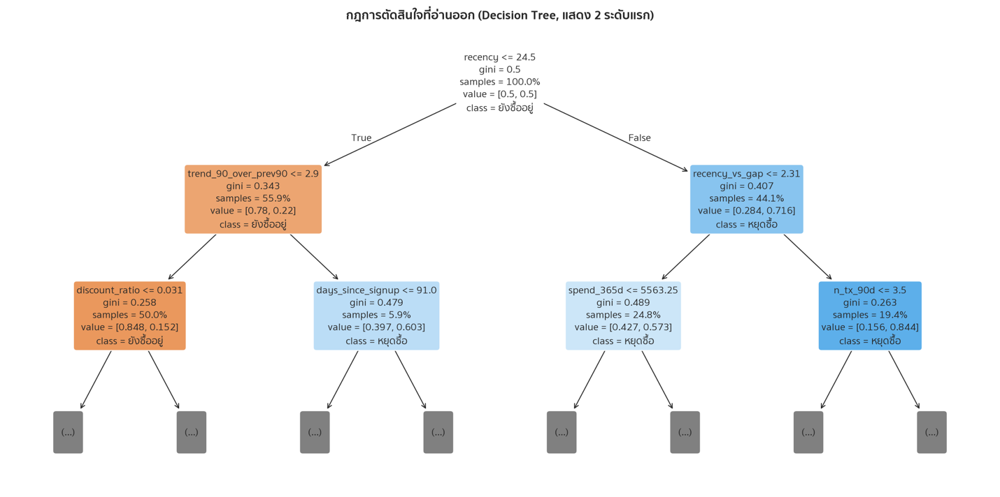 กฎการตัดสินใจที่อ่านออก (Decision Tree, แสดง 2 ระดับแรก)
recency <= 24.5
gini = 0.5
samples = 100.0%
value = [0.5, 0.5]
class = ยังซื้ออยู่
True
False
trend_90_over_prev90 <= 2.9
gini = 0.343
samples = 55.9%
value = [0.78, 0.22]
class = ยังซื้ออยู่
recency_vs_gap <= 2.31
gini = 0.407
samples = 44.1%
value = [0.284, 0.716]
class = หยุดซื้อ
discount_ratio <= 0.031
gini = 0.258
samples = 50.0%
value = [0.848, 0.152]
class = ยังซื้ออยู่
days_since_signup <= 91.0
gini = 0.479
samples = 5.9%
value = [0.397, 0.603]
class = หยุดซื้อ
spend_365d <= 5563.25
gini = 0.489
samples = 24.8%
value = [0.427, 0.573]
class = หยุดซื้อ
n_tx_90d <= 3.5
gini = 0.263
samples = 19.4%
value = [0.156, 0.844]
class = หยุดซื้อ
(...)
(...)
(...)
(...)
(...)
(...)
(...)
(...)